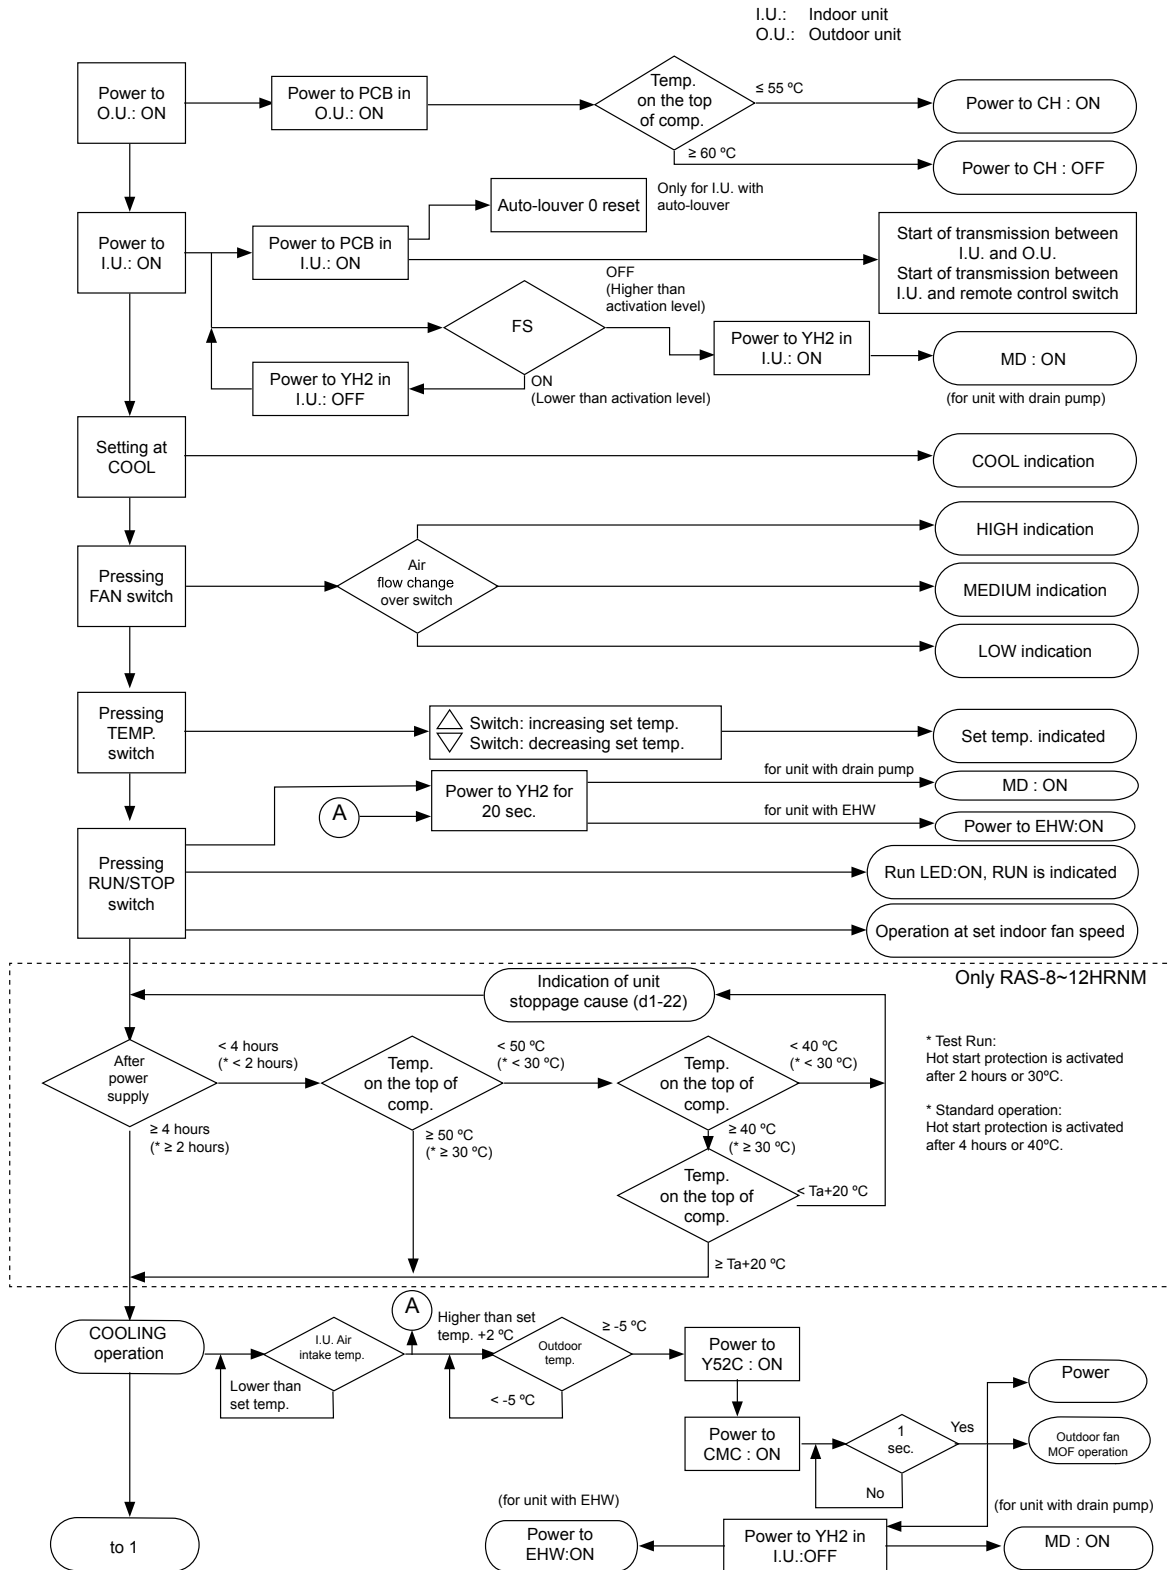 I.U.: Indoor unit
O.U.: Outdoor unit
Power to
O.U.: ON
Power to PCB in
O.U.: ON
Temp.
on the top
of comp.
≤ 55 ºC
Power to CH : ON
≥ 60 ºC
Power to CH : OFF
Power to
I.U.: ON
Power to PCB in
I.U.: ON
Auto-louver 0 reset
Only for I.U. with
auto-louver
Start of transmission between
I.U. and O.U.
Start of transmission between
I.U. and remote control switch
FS
OFF
(Higher than
activation level)
Power to YH2 in
I.U.: ON
MD : ON
(for unit with drain pump)
Power to YH2 in
I.U.: OFF
ON
(Lower than activation level)
Setting at
COOL
COOL indication
Pressing
FAN switch
Air
flow change
over switch
HIGH indication
MEDIUM indication
LOW indication
Pressing
TEMP.
switch
Switch: increasing set temp.
Switch: decreasing set temp.
Set temp. indicated
Pressing
RUN/STOP
switch
A
Power to YH2 for
20 sec.
for unit with drain pump
MD : ON
for unit with EHW
Power to EHW:ON
Run LED:ON, RUN is indicated
Operation at set indoor fan speed
Only RAS-8~12HRNM
Indication of unit
stoppage cause (d1-22)
After
power
supply
< 4 hours
(* < 2 hours)
≥ 4 hours
(* ≥ 2 hours)
Temp.
on the top of
comp.
< 50 ºC
(* < 30 ºC)
≥ 50 ºC
(* ≥ 30 ºC)
Temp.
on the top of
comp.
< 40 ºC
(* < 30 ºC)
≥ 40 ºC
(* ≥ 30 ºC)
Temp.
on the top of
comp.
< Ta+20 ºC
≥ Ta+20 ºC
* Test Run:
Hot start protection is activated
after 2 hours or 30ºC.
* Standard operation:
Hot start protection is activated
after 4 hours or 40ºC.
COOLING
operation
I.U. Air
intake temp.
Lower than
set temp.
A
Higher than set
temp. +2 ºC
Outdoor
temp.
≥ -5 ºC
< -5 ºC
Power to
Y52C : ON
Power to
CMC : ON
1
sec.
Yes
No
Power
Outdoor fan
MOF operation
to 1
(for unit with EHW)
Power to
EHW:ON
Power to YH2 in
I.U.:OFF
(for unit with drain pump)
MD : ON